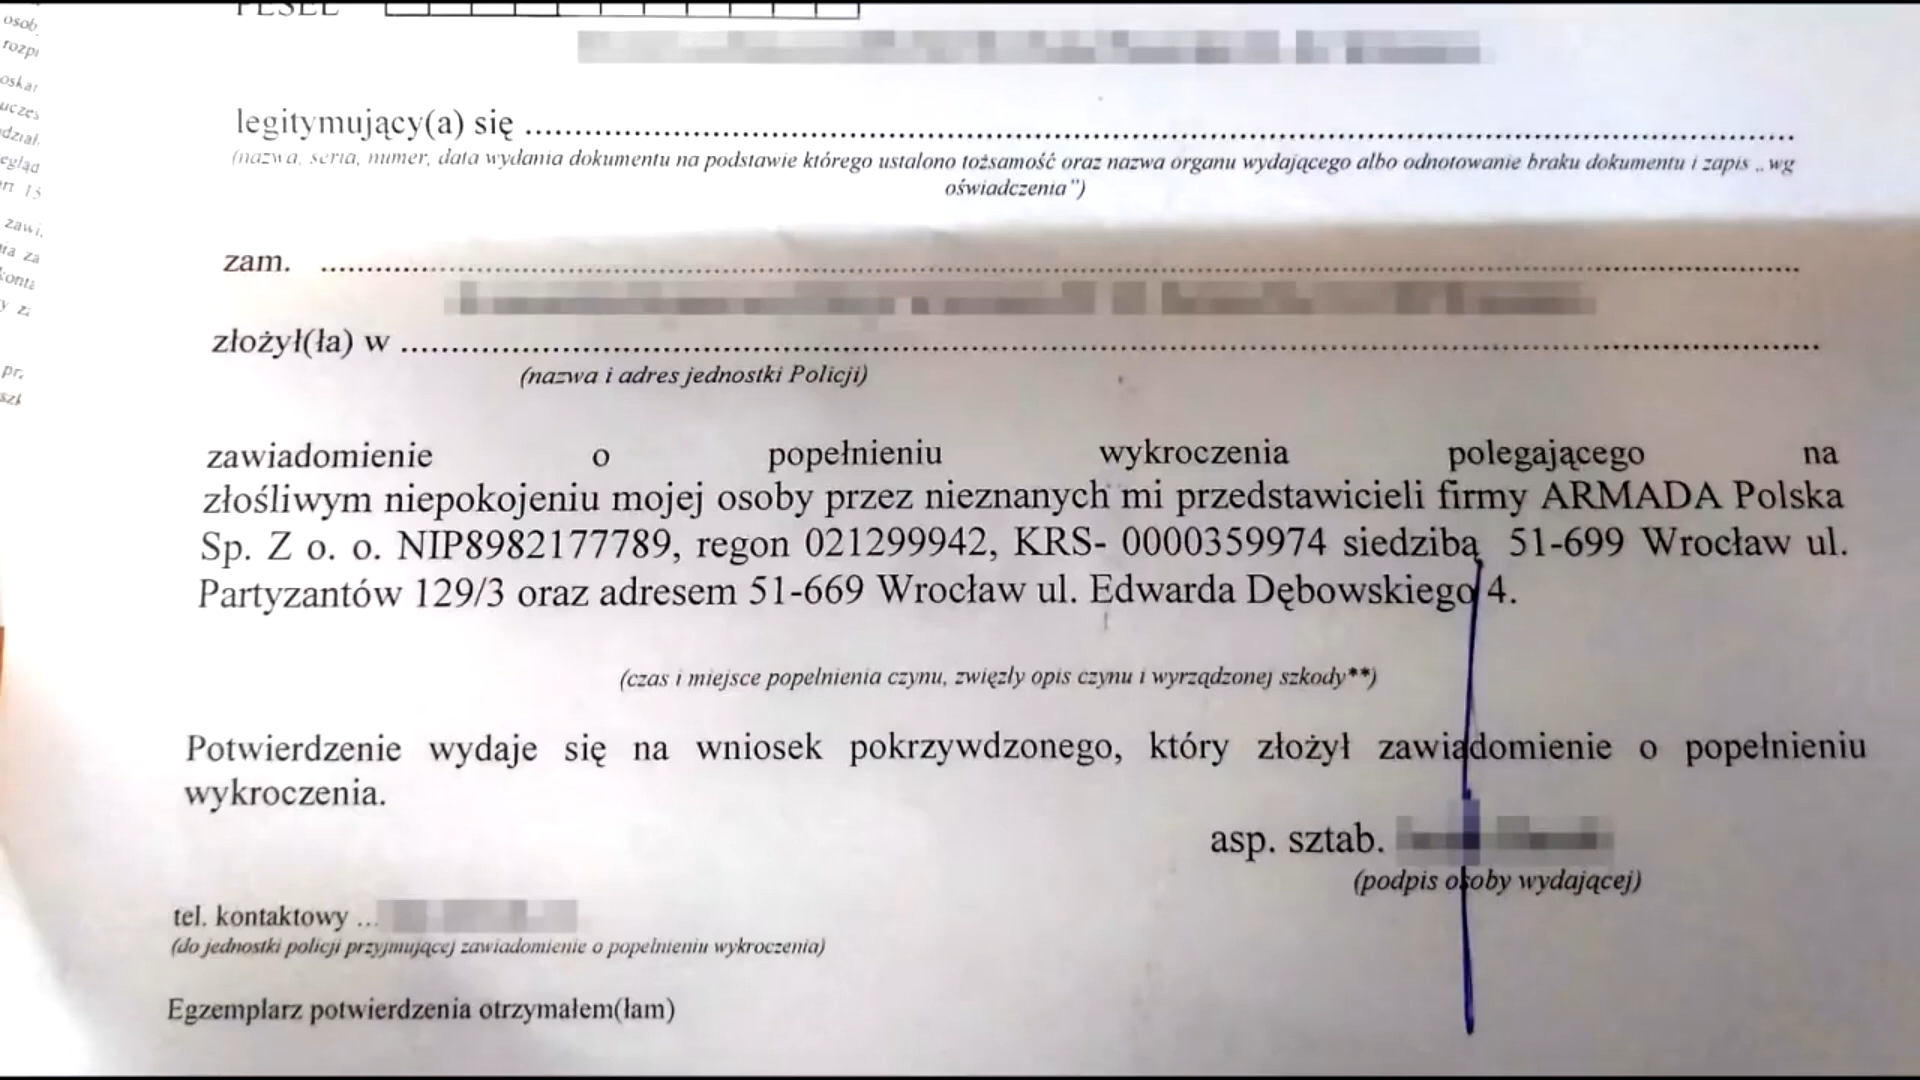 PESEL
osob
rozpi
legitymujący(a) się
(nazwa, seria, numer, data wydania dokumentu na podstawie którego ustalono tożsamość oraz nazwa organu wydającego albo odnotowanie braku dokumentu i zapis „wg
oświadczenia”)
zam.
złożył(ła) w
(nazwa i adres jednostki Policji)
zawiadomienie o popełnieniu wykroczenia polegającego na
złośliwym niepokojeniu mojej osoby przez nieznanych mi przedstawicieli firmy ARMADA Polska
Sp. Z o. o. NIP8982177789, regon 021299942, KRS- 0000359974 siedzibą 51-699 Wrocław ul.
Partyzantów 129/3 oraz adresem 51-669 Wrocław ul. Edwarda Dębowskiego 4.
(czas i miejsce popełnienia czynu, zwięzły opis czynu i wyrządzonej szkody**)
Potwierdzenie wydaje się na wniosek pokrzywdzonego, który złożył zawiadomienie o popełnieniu
wykroczenia.
asp. sztab.
(podpis osoby wydającej)
tel. kontaktowy ...
(do jednostki policji przyjmującej zawiadomienie o popełnieniu wykroczenia)
Egzemplarz potwierdzenia otrzymałem(łam)